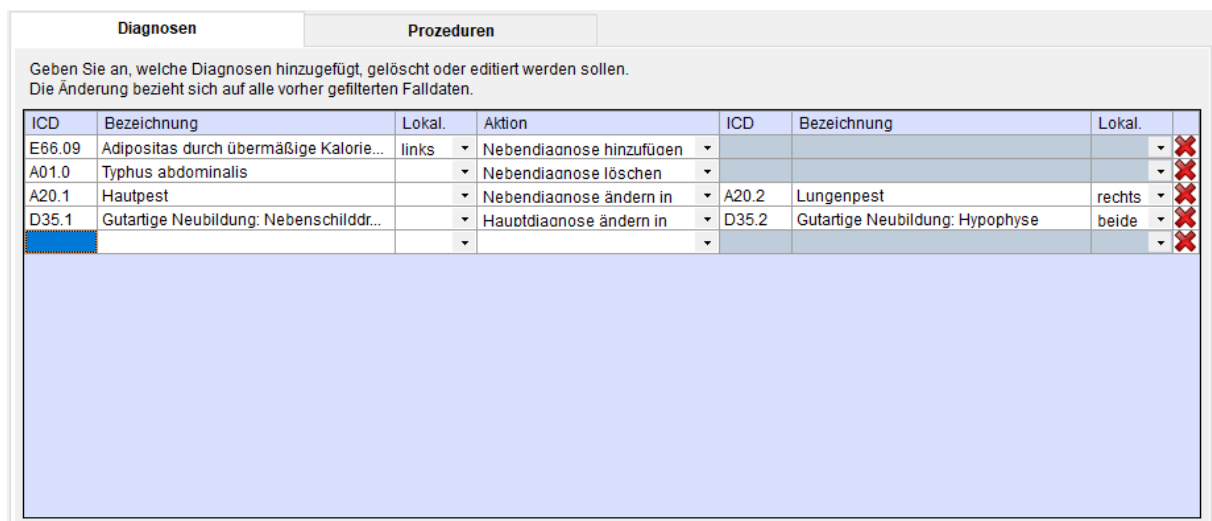 Diagnosen Prozeduren
Geben Sie an, welche Diagnosen hinzugefügt, gelöscht oder editiert werden sollen.
Die Änderung bezieht sich auf alle vorher gefilterten Falldaten.
ICD Bezeichnung Lokal. Aktion ICD Bezeichnung Lokal.
E66.09 Adipositas durch übermäßige Kalorie... links Nebendiagnose hinzufügen
A01.0 Typhus abdominalis Nebendiagnose löschen
A20.1 Hautpest Nebendiagnose ändern in A20.2 Lungenpest rechts
D35.1 Gutartige Neubildung: Nebenschilddr... Hauptdiagnose ändern in D35.2 Gutartige Neubildung: Hypophyse beide